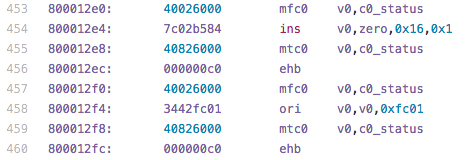 453 800012e0: 40026000 mfc0 v0,c0_status
454 800012e4: 7c02b584 ins v0,zero,0x16,0x1
455 800012e8: 40826000 mtc0 v0,c0_status
456 800012ec: 000000c0 ehb
457 800012f0: 40026000 mfc0 v0,c0_status
458 800012f4: 3442fc01 ori v0,v0,0xfc01
459 800012f8: 40826000 mtc0 v0,c0_status
460 800012fc: 000000c0 ehb